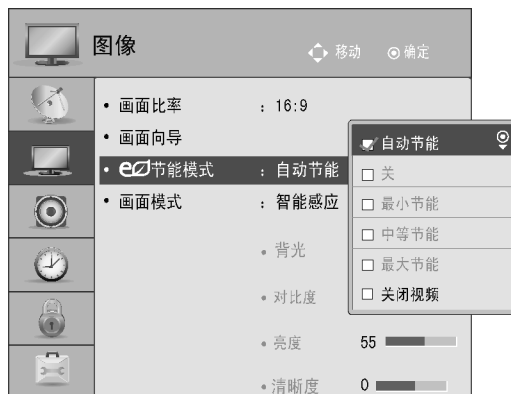 图像
移动 确定
• 画面比率 : 16:9
• 画面向导
• eco节能模式 : 自动节能
• 画面模式 : 智能感应
• 背光
• 对比度
• 亮度 55
• 清晰度 0
自动节能
关
最小节能
中等节能
最大节能
关闭视频